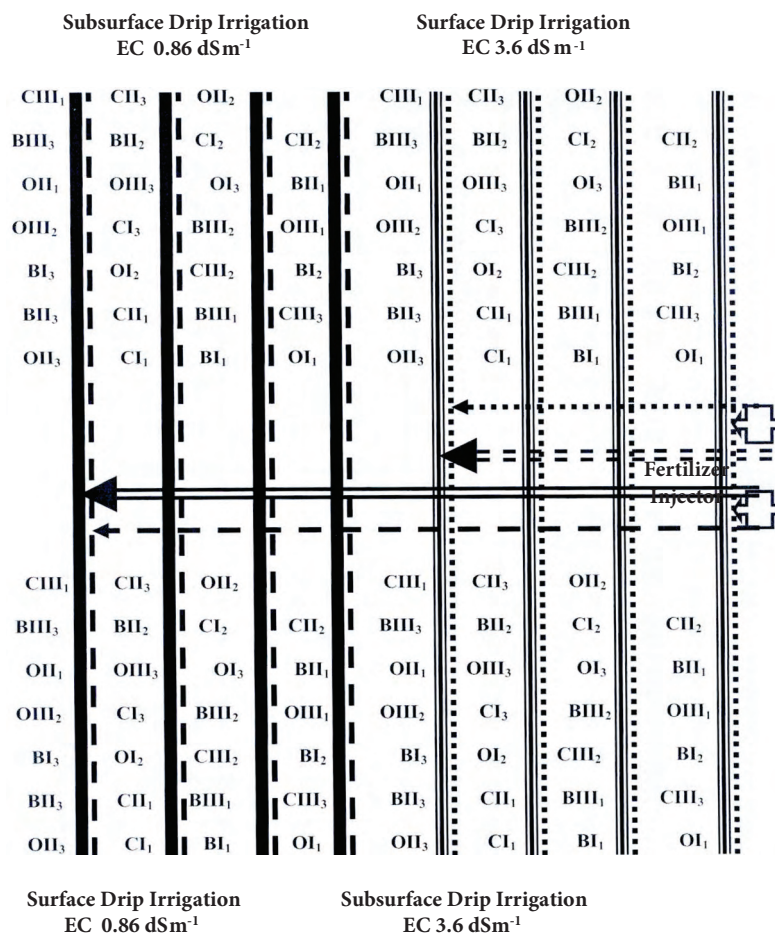 Subsurface Drip Irrigation Surface Drip Irrigation
EC 0.86 dSm⁻¹ EC 3.6 dSm⁻¹
CIII₁ CII₃ OII₂ CIII₁ CII₃ OII₂
BIII₃ BII₂ CI₂ CII₂ BIII₃ BII₂ CI₂ CII₂
OII₁ OIII₃ OI₃ BII₁ OII₁ OIII₃ OI₃ BII₁
OIII₂ CI₃ BIII₂ OIII₁ OIII₂ CI₃ BIII₂ OIII₁
BI₃ OI₂ CIII₂ BI₂ BI₃ OI₂ CIII₂ BI₂
BII₃ CII₁ BIII₁ CIII₃ BII₃ CII₁ BIII₁ CIII₃
OII₃ CI₁ BI₁ OI₁ OII₃ CI₁ BI₁ OI₁
Fertilizer
Injector
CIII₁ CII₃ OII₂ CIII₁ CII₃ OII₂
BIII₃ BII₂ CI₂ CII₂ BIII₃ BII₂ CI₂ CII₂
OII₁ OIII₃ OI₃ BII₁ OII₁ OIII₃ OI₃ BII₁
OIII₂ CI₃ BIII₂ OIII₁ OIII₂ CI₃ BIII₂ OIII₁
BI₃ OI₂ CIII₂ BI₂ BI₃ OI₂ CIII₂ BI₂
BII₃ CII₁ BIII₁ CIII₃ BII₃ CII₁ BIII₁ CIII₃
OII₃ CI₁ BI₁ OI₁ OII₃ CI₁ BI₁ OI₁
Surface Drip Irrigation Subsurface Drip Irrigation
EC 0.86 dSm⁻¹ EC 3.6 dSm⁻¹